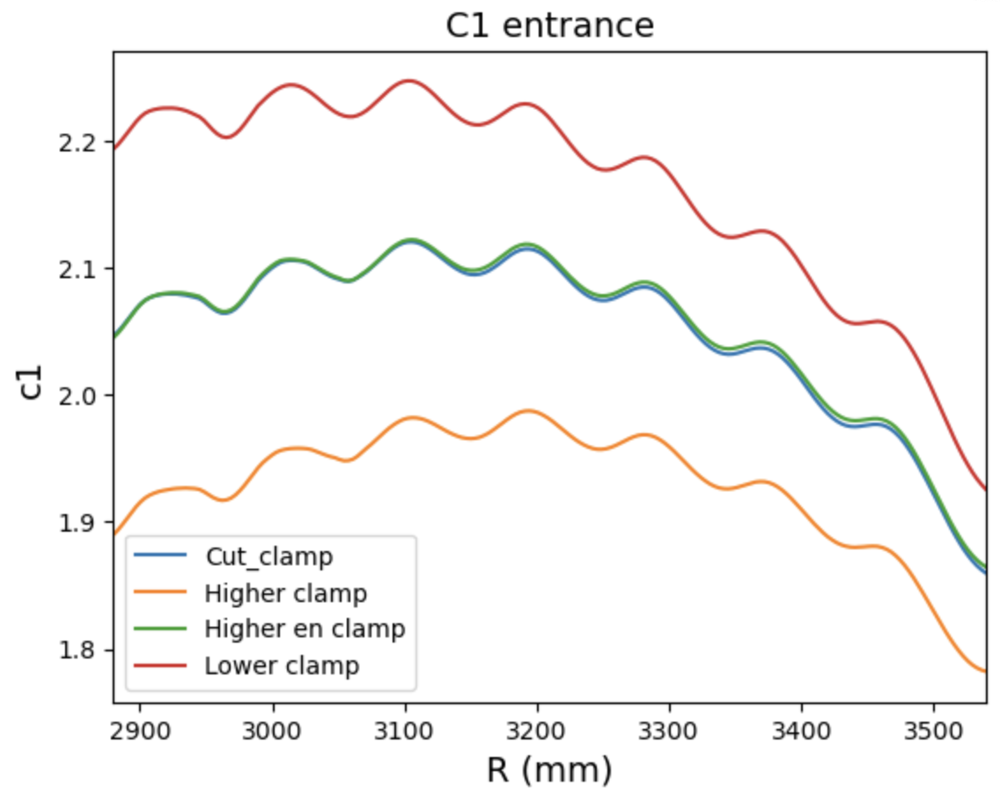 C1 entrance
2.2
2.1
2.0
1.9
1.8
c1
Cut_clamp
Higher clamp
Higher en clamp
Lower clamp
2900 3000 3100 3200 3300 3400 3500
R (mm)